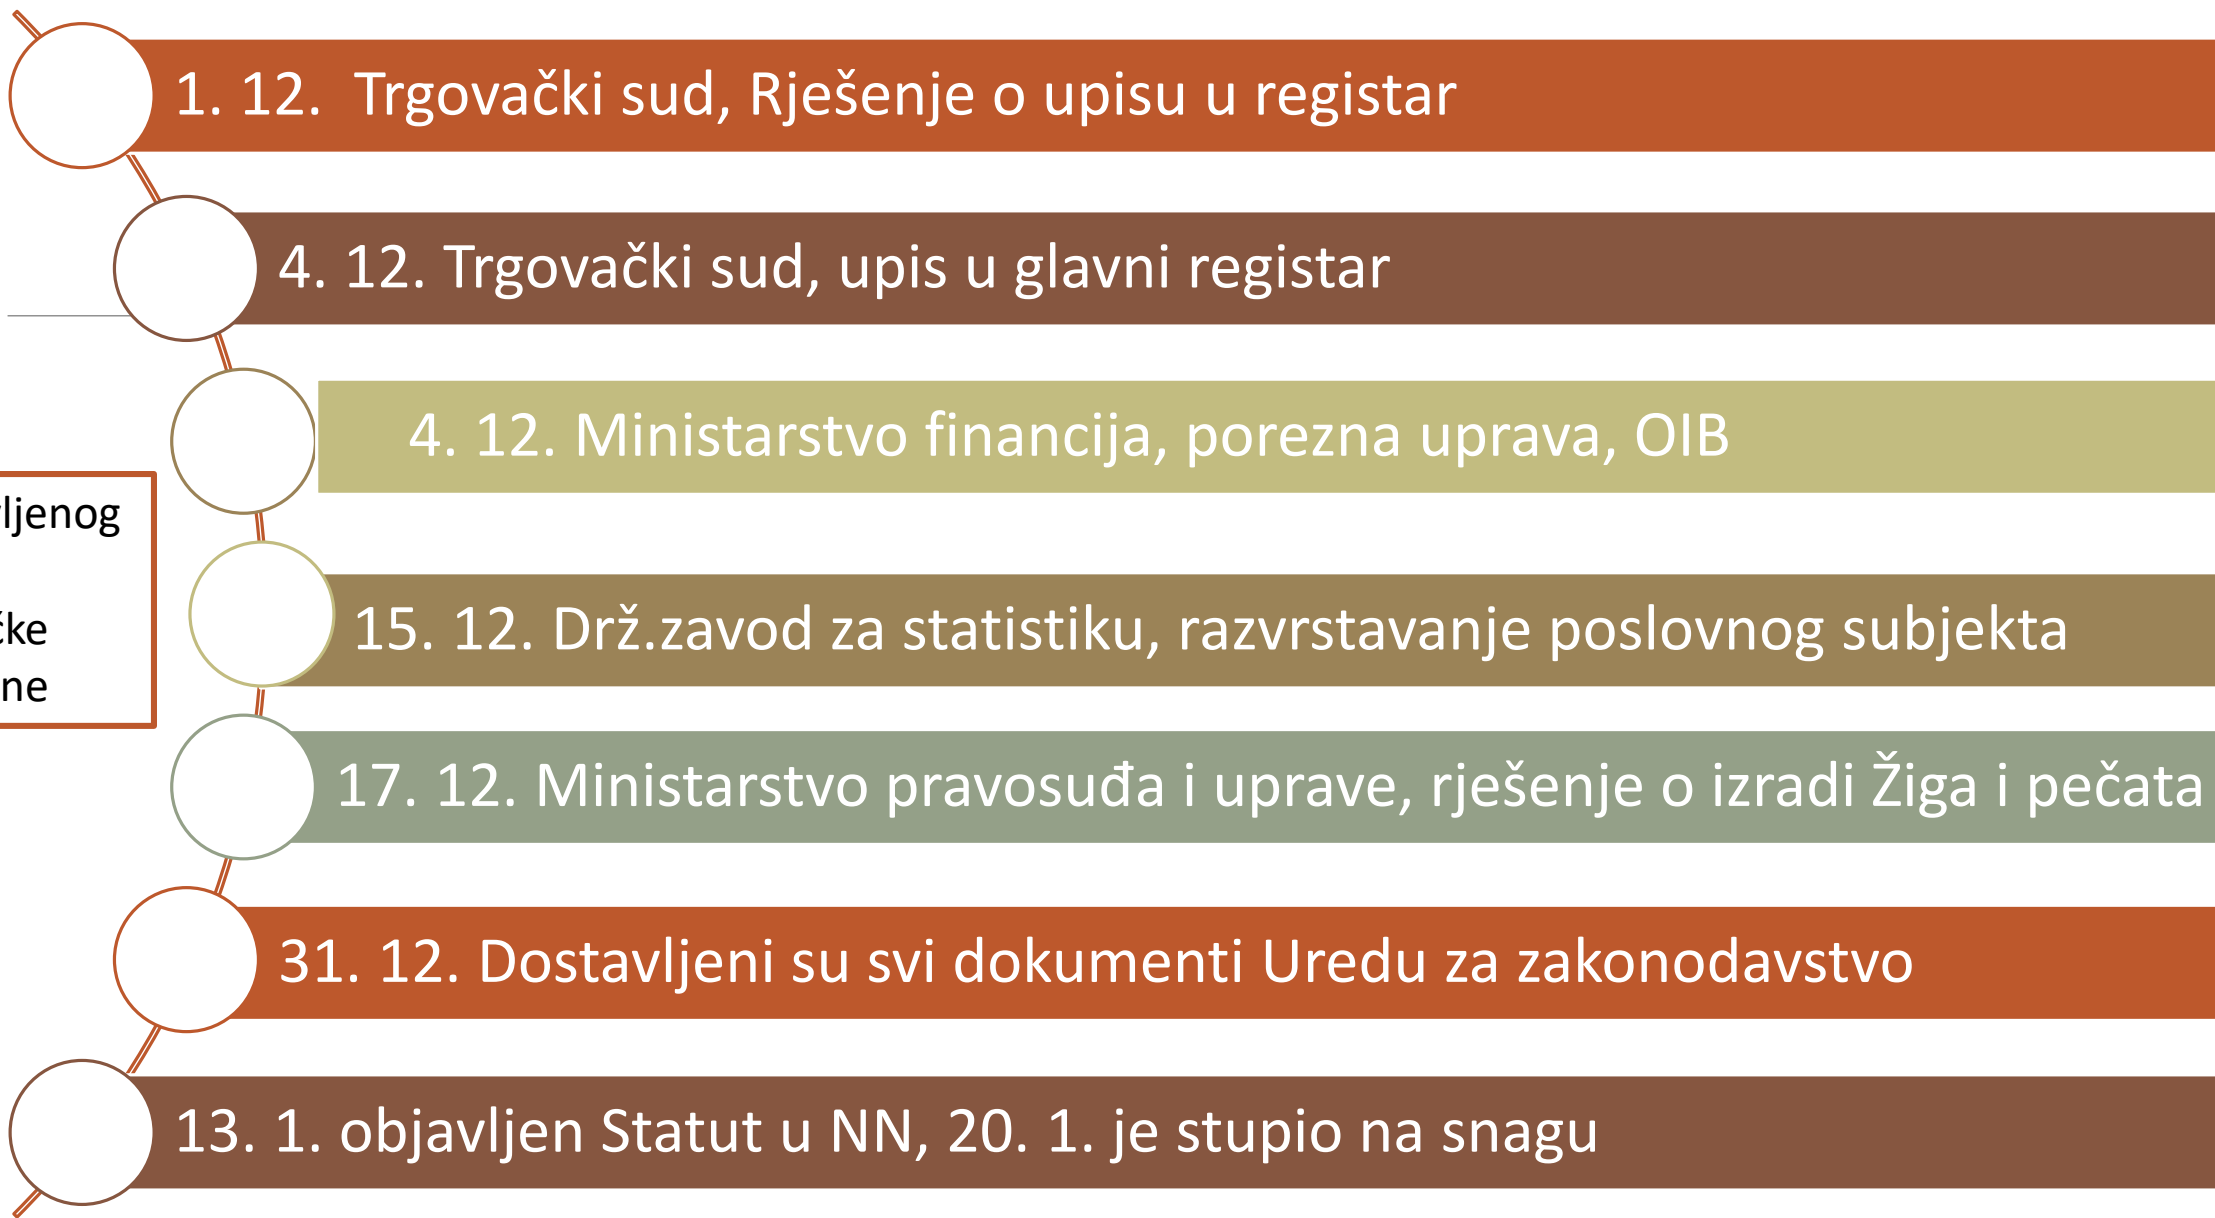 1. 12. Trgovački sud, Rješenje o upisu u registar
4. 12. Trgovački sud, upis u glavni registar
4. 12. Ministarstvo financija, porezna uprava, OIB
15. 12. Drž.zavod za statistiku, razvrstavanje poslovnog subjekta
17. 12. Ministarstvo pravosuđa i uprave, rješenje o izradi Žiga i pečata
31. 12. Dostavljeni su svi dokumenti Uredu za zakonodavstvo
13. 1. objavljen Statut u NN, 20. 1. je stupio na snagu